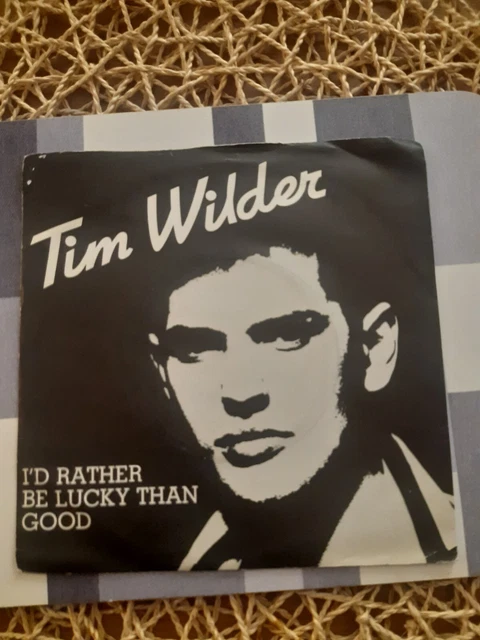 Tim Wilder
I'D RATHER
BE LUCKY THAN
GOOD